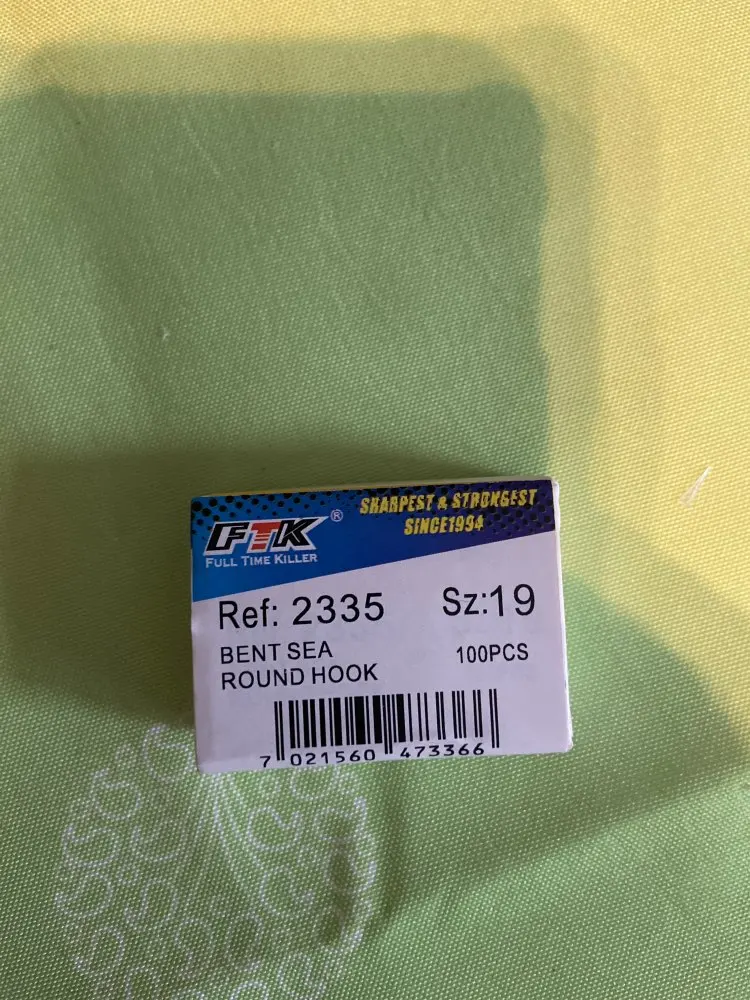 FTK®
FULL TIME KILLER
SHARPEST & STRONGEST
SINCE1994
Ref: 2335
Sz:19
BENT SEA
ROUND HOOK
100PCS
7 021560 473366